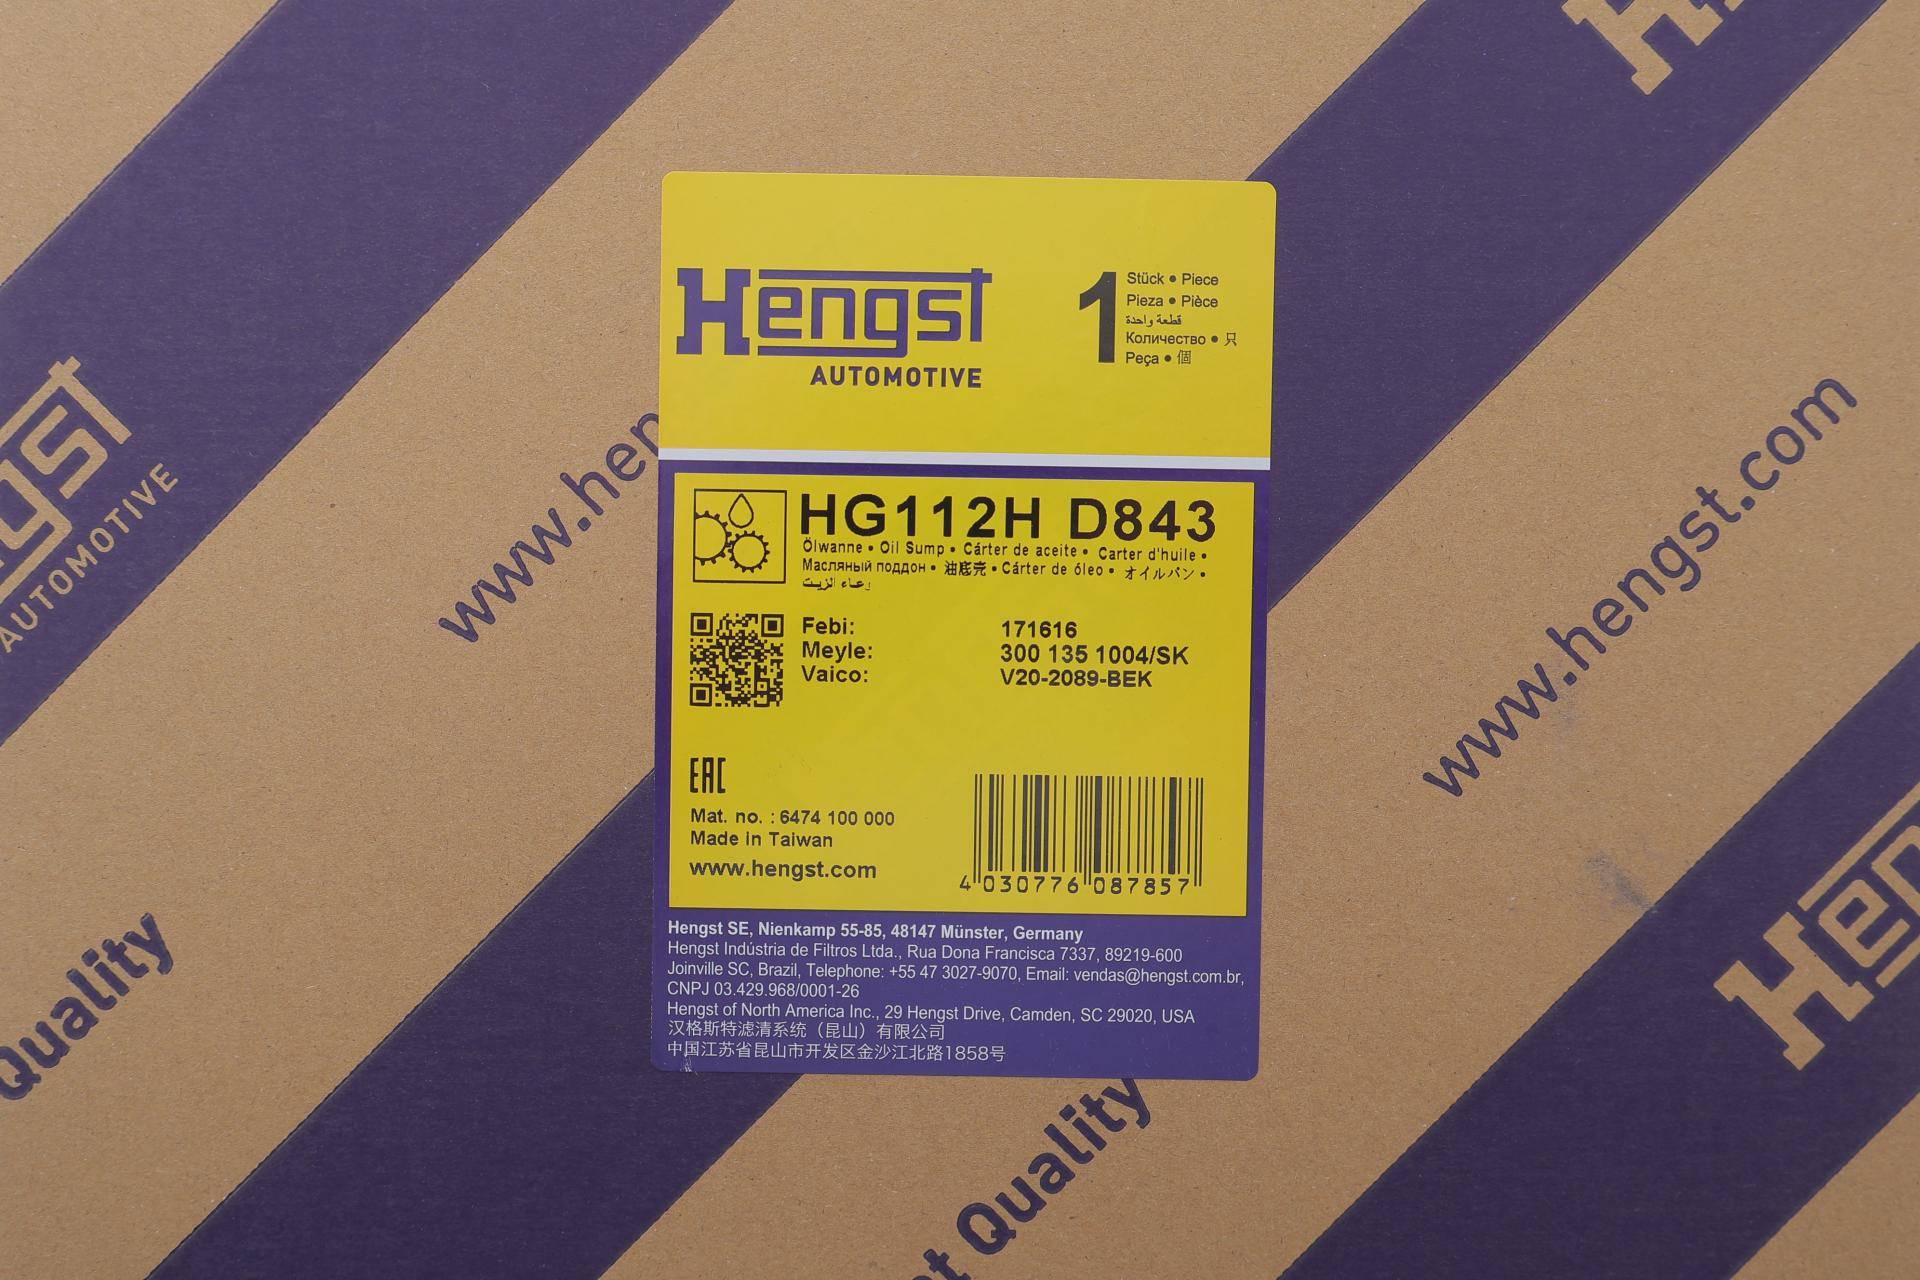 Hengst
AUTOMOTIVE
1
Stück • Piece
Pieza • Pièce
قطعة واحدة
Количество • 只
Peça • 個
HG112H D843
Ölwanne • Oil Sump • Cárter de aceite • Carter d'huile •
Масляный поддон • 油底壳 • Cárter de óleo • オイルパン •
وعاء الزيت
Febi: 171616
Meyle: 300 135 1004/SK
Vaico: V20-2089-BEK
EAC
Mat. no. : 6474 100 000
Made in Taiwan
www.hengst.com
4 030776 087857
Hengst SE, Nienkamp 55-85, 48147 Münster, Germany
Hengst Indústria de Filtros Ltda., Rua Dona Francisca 7337, 89219-600
Joinville SC, Brazil, Telephone: +55 47 3027-9070, Email: vendas@hengst.com.br,
CNPJ 03.429.968/0001-26
Hengst of North America Inc., 29 Hengst Drive, Camden, SC 29020, USA
汉格斯特滤清系统（昆山）有限公司
中国江苏省昆山市开发区金沙江北路1858号
www.hen
www.hengst.com
ngst
AUTOMOTIVE
Quality
st Quality
Hen
H